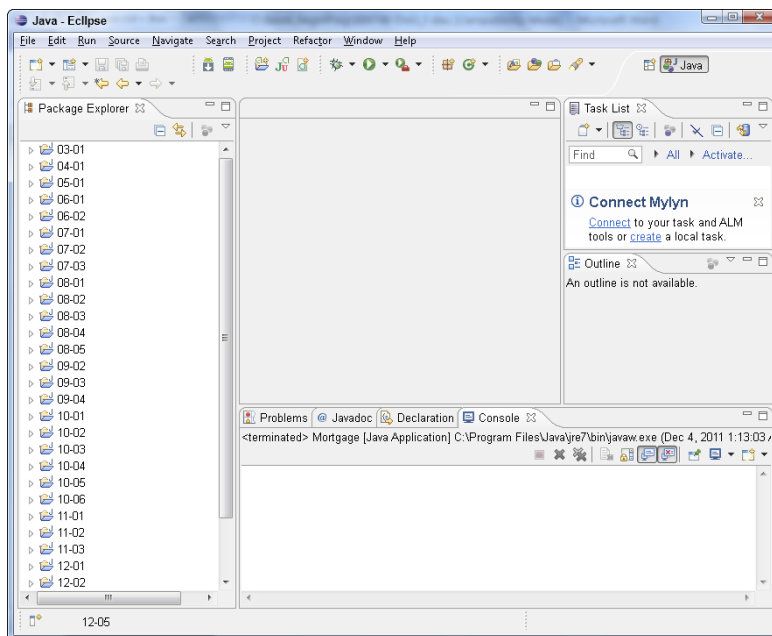 Java - Eclipse
File Edit Run Source Navigate Search Project Refactor Window Help
Java
Package Explorer
03-01
04-01
05-01
06-01
06-02
07-01
07-02
07-03
08-01
08-02
08-03
08-04
08-05
09-02
09-03
09-04
10-01
10-02
10-03
10-04
10-05
10-06
11-01
11-02
11-03
12-01
12-02
Task List
Find All Activate...
Connect Mylyn
Connect to your task and ALM
tools or create a local task.
Outline
An outline is not available.
Problems @ Javadoc Declaration Console
<terminated> Mortgage [Java Application] C:\Program Files\Java\jre7\bin\javaw.exe (Dec 4, 2011 1:13:03
12-05